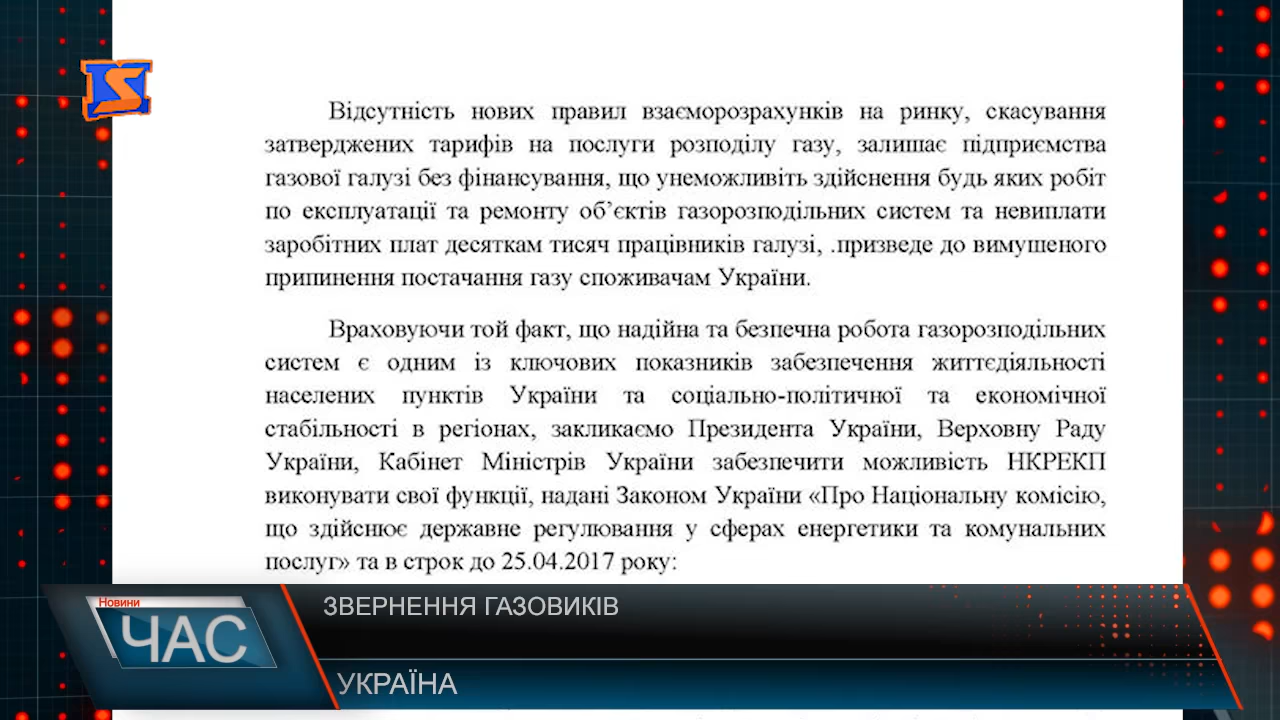 Відсутність нових правил взаєморозрахунків на ринку, скасування
затверджених тарифів на послуги розподілу газу, залишає підприємства
газової галузі без фінансування, що унеможливіть здійснення будь яких робіт
по експлуатації та ремонту об’єктів газорозподільних систем та невиплати
заробітних плат десяткам тисяч працівників галузі, .призведе до вимушеного
припинення постачання газу споживачам України.
Враховуючи той факт, що надійна та безпечна робота газорозподільних
систем є одним із ключових показників забезпечення життєдіяльності
населених пунктів України та соціально-політичної та економічної
стабільності в регіонах, закликаємо Президента України, Верховну Раду
України, Кабінет Міністрів України забезпечити можливість НКРЕКП
виконувати свої функції, надані Законом України «Про Національну комісію,
що здійснює державне регулювання у сферах енергетики та комунальних
послуг» та в строк до 25.04.2017 року:
Новини
ЧАС
ЗВЕРНЕННЯ ГАЗОВИКІВ
УКРАЇНА